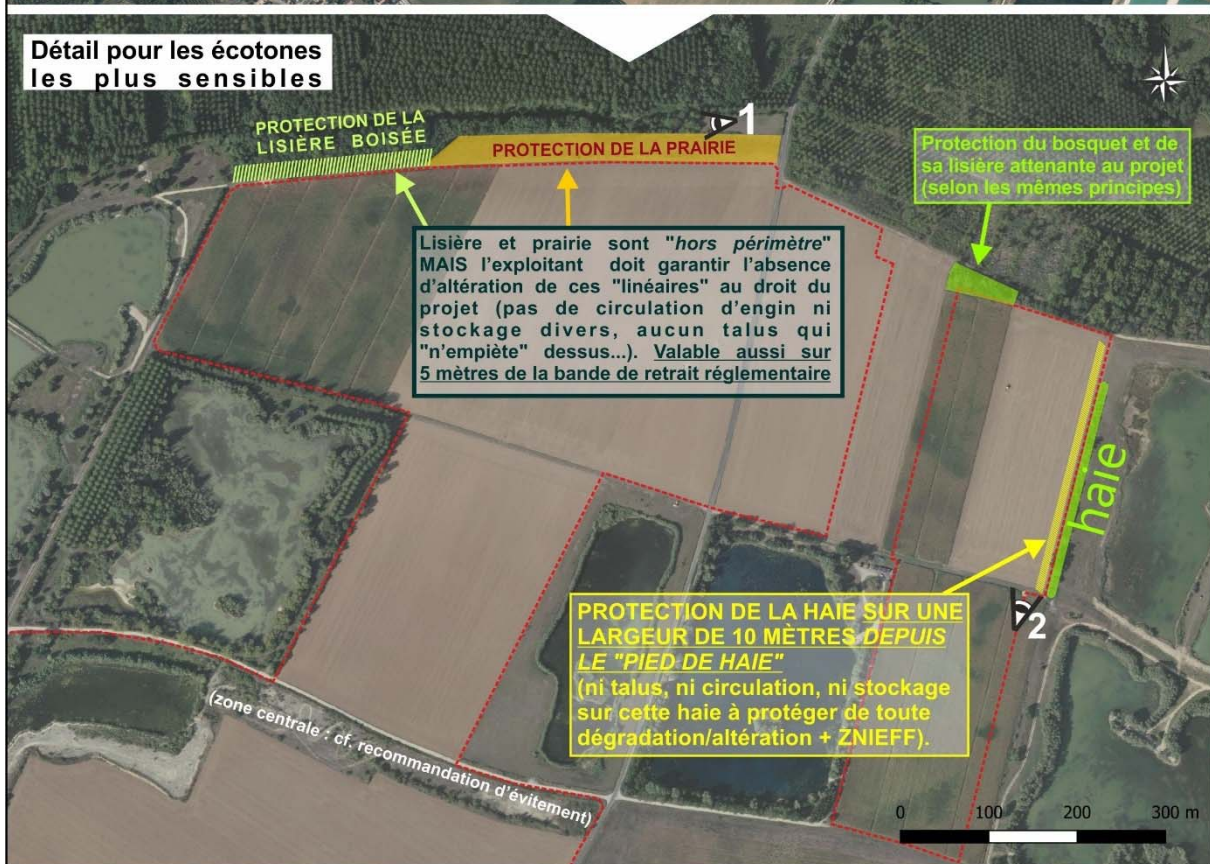 Détail pour les écotones
les plus sensibles
PROTECTION DE LA
LISIÈRE BOISÉE
PROTECTION DE LA PRAIRIE
1
Protection du bosquet et de
sa lisière attenante au projet
(selon les mêmes principes)
Lisière et prairie sont "hors périmètre"
MAIS l'exploitant doit garantir l'absence
d'altération de ces "linéaires" au droit du
projet (pas de circulation d'engin ni
stockage divers, aucun talus qui
"n'empiète" dessus...). Valable aussi sur
5 mètres de la bande de retrait réglementaire
haie
PROTECTION DE LA HAIE SUR UNE
LARGEUR DE 10 MÈTRES DEPUIS
LE "PIED DE HAIE"
(ni talus, ni circulation, ni stockage
sur cette haie à protéger de toute
dégradation/altération + ZNIEFF).
2
(zone centrale : cf. recommandation d'évitement)
0 100 200 300 m